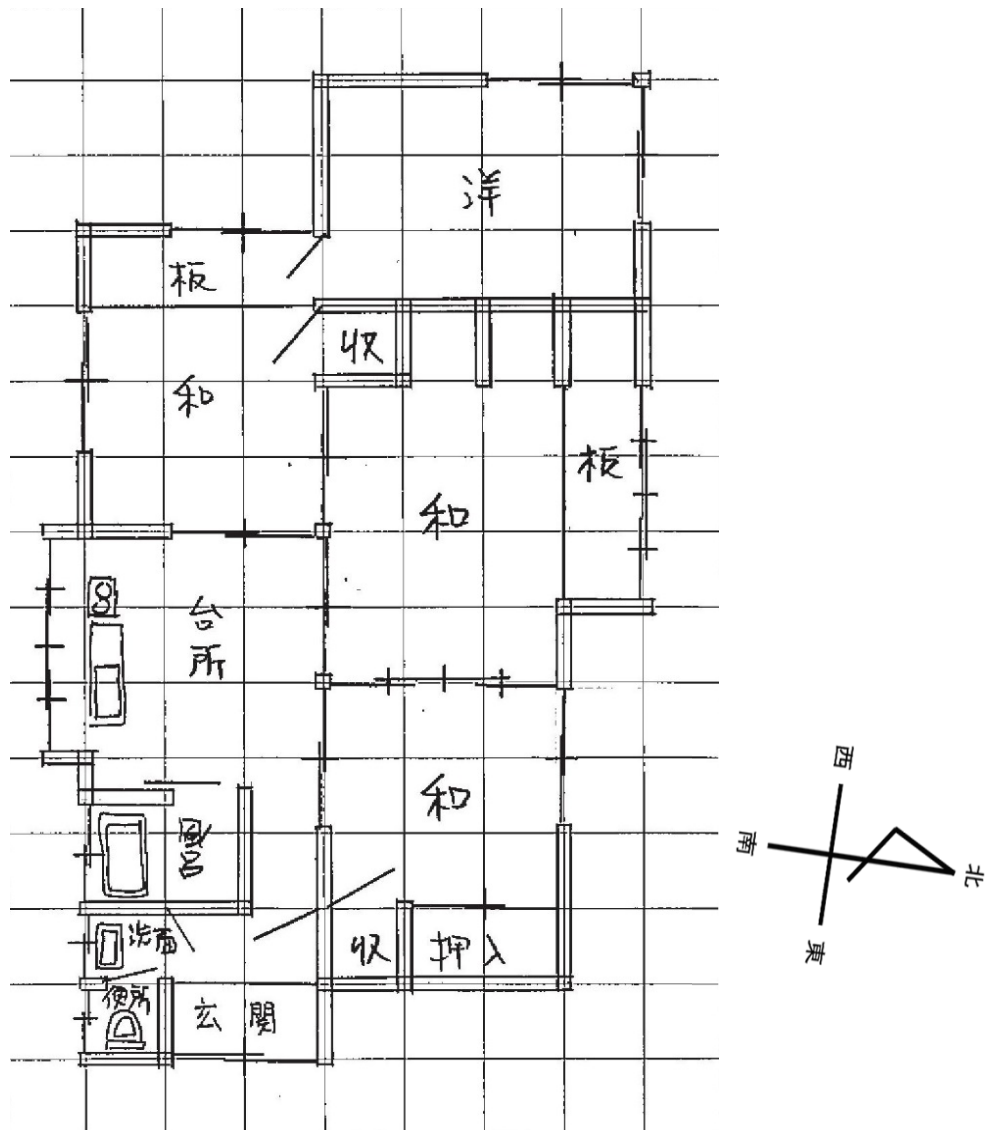 洋
板
収
和
板
和
台所
和
風呂
洗面
収
押入
便所
玄関
西
南
北
東